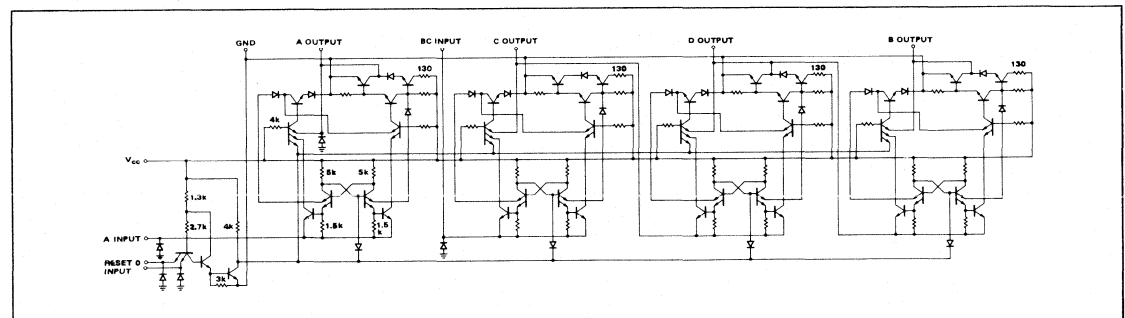 GND
A OUTPUT
BC INPUT
C OUTPUT
D OUTPUT
B OUTPUT
130
130
130
130
4k
Vcc
5k
5k
1.3k
2.7k
4k
1.5k
1.5
k
A INPUT
RESET 0
INPUT
3k